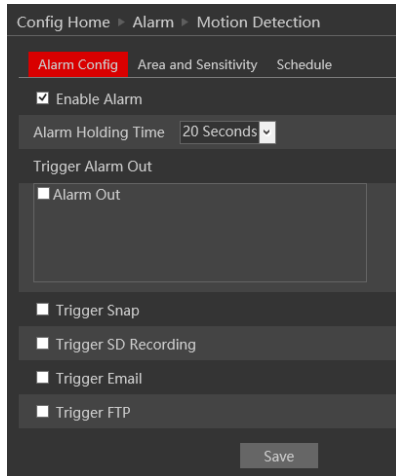 Config Home ▶ Alarm ▶ Motion Detection
Alarm Config Area and Sensitivity Schedule
Enable Alarm
Alarm Holding Time 20 Seconds
Trigger Alarm Out
Alarm Out
Trigger Snap
Trigger SD Recording
Trigger Email
Trigger FTP
Save